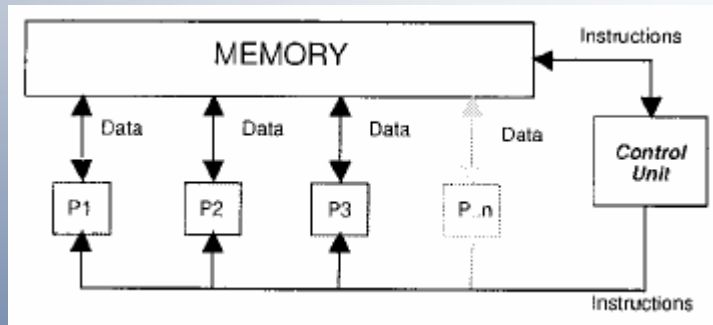 Instructions
MEMORY
Data Data Data Data
Control
Unit
P1 P2 P3 P..n
Instructions